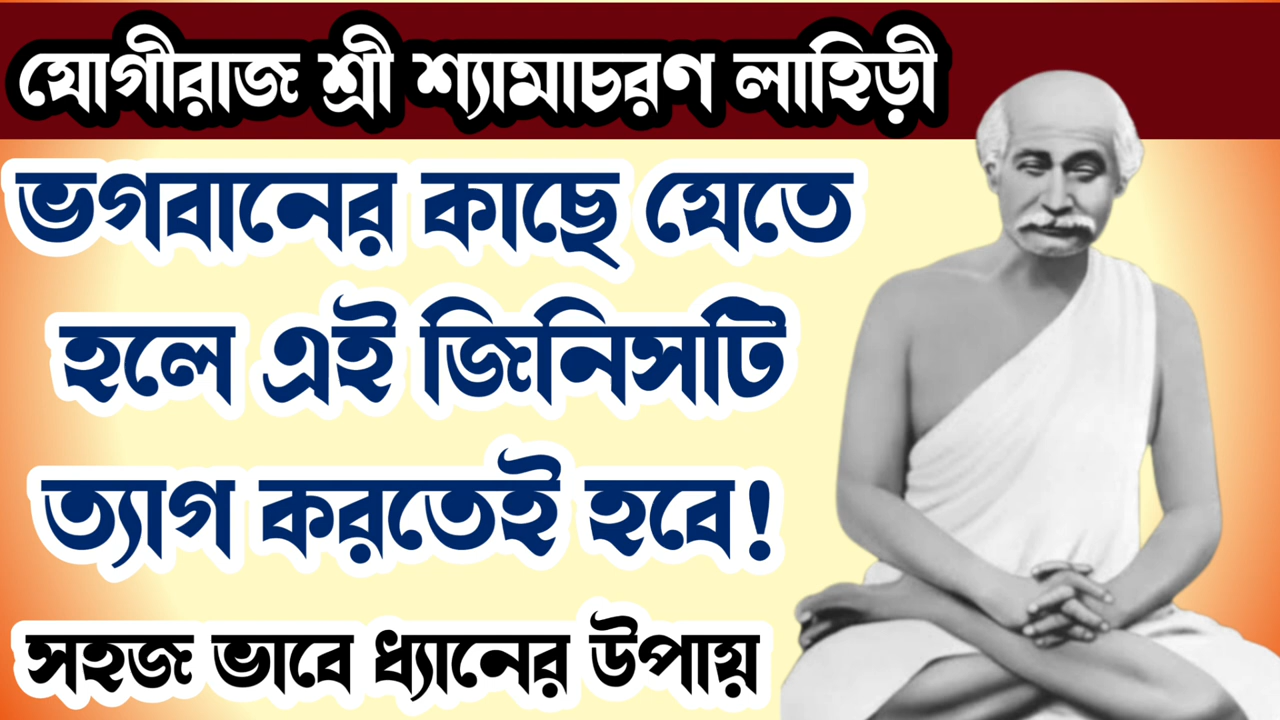 যোগীরাজ শ্রী শ্যামাচরণ লাহিড়ী
ভগবানের কাছে যেতে
হলে এই জিনিসটি
ত্যাগ করতেই হবে!
সহজ ভাবে ধ্যানের উপায়